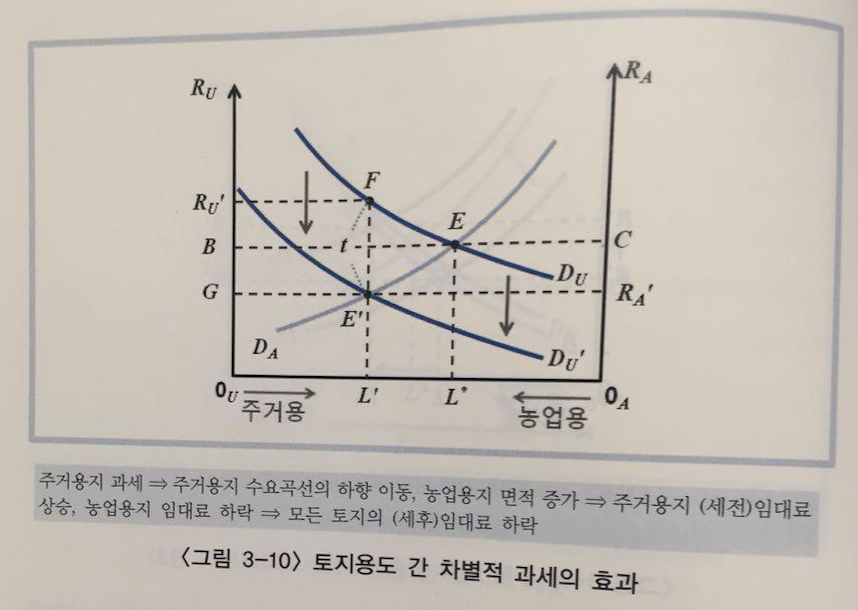 R_U
R_A
F
R_U'
E
B
t
C
D_U
G
R_A'
E'
D_A
D_U'
0_U
L'
L*
0_A
주거용
농업용
주거용지 과세 ⇒ 주거용지 수요곡선의 하향 이동, 농업용지 면적 증가 ⇒ 주거용지 (세전)임대료
상승, 농업용지 임대료 하락 ⇒ 모든 토지의 (세후)임대료 하락
〈그림 3-10〉 토지용도 간 차별적 과세의 효과